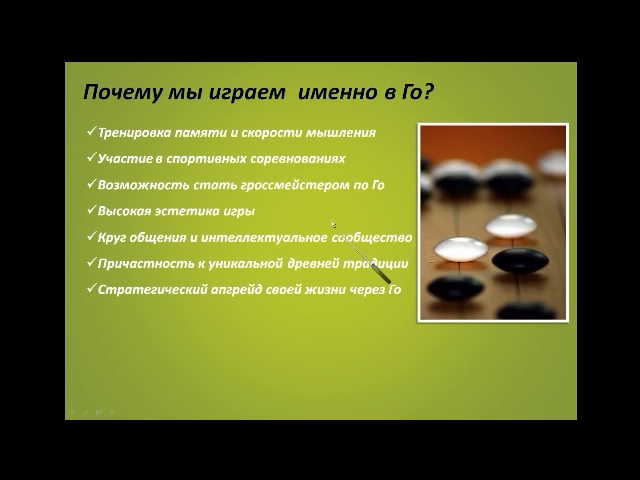 Почему мы играем именно в Го?
✓Тренировка памяти и скорости мышления
✓Участие в спортивных соревнованиях
✓Возможность стать гроссмейстером по Го
✓Высокая эстетика игры
✓Круг общения и интеллектуальное сообщество
✓Причастность к уникальной древней традиции
✓Стратегический апгрейд своей жизни через Го